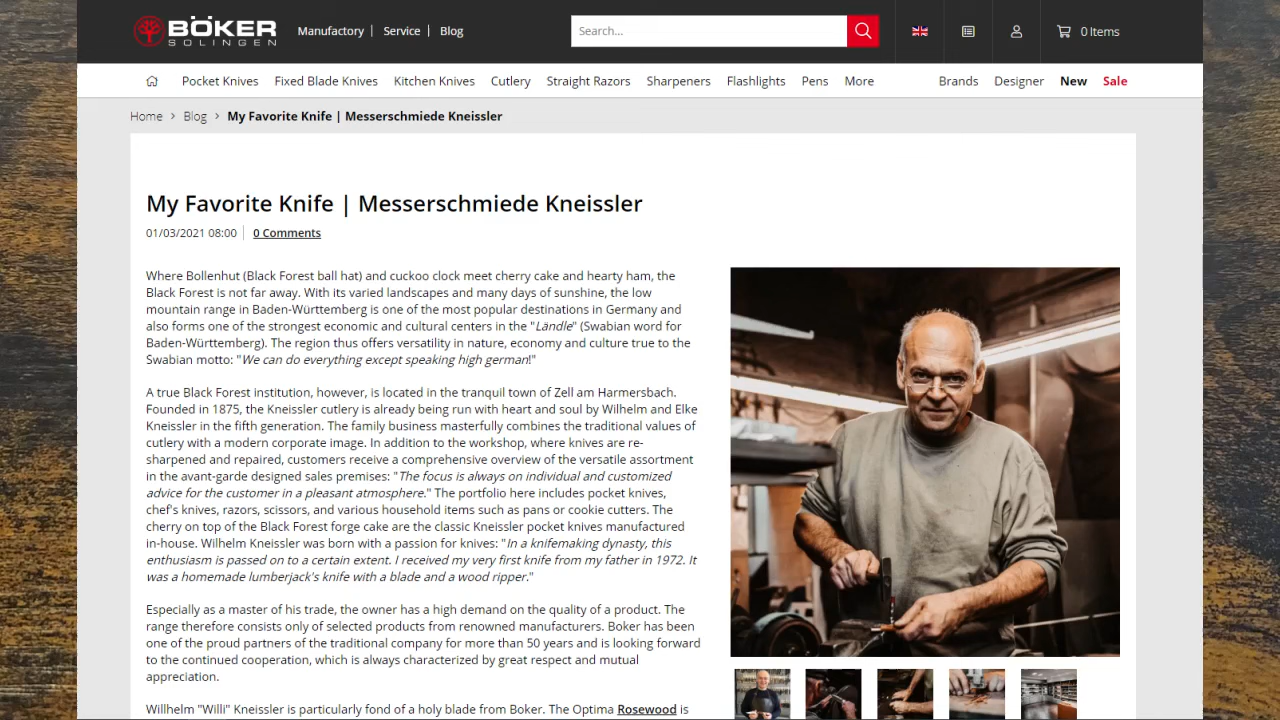 BÖKER
SOLINGEN
Manufactory
Service
Blog
Search...
0 Items
Pocket Knives
Fixed Blade Knives
Kitchen Knives
Cutlery
Straight Razors
Sharpeners
Flashlights
Pens
More
Brands
Designer
New
Sale
Home > Blog > My Favorite Knife | Messerschmiede Kneissler
My Favorite Knife | Messerschmiede Kneissler
01/03/2021 08:00 | 0 Comments
Where Bollenhut (Black Forest ball hat) and cuckoo clock meet cherry cake and hearty ham, the
Black Forest is not far away. With its varied landscapes and many days of sunshine, the low
mountain range in Baden-Württemberg is one of the most popular destinations in Germany and
also forms one of the strongest economic and cultural centers in the "Ländle" (Swabian word for
Baden-Württemberg). The region thus offers versatility in nature, economy and culture true to the
Swabian motto: "We can do everything except speaking high german!"
A true Black Forest institution, however, is located in the tranquil town of Zell am Harmersbach.
Founded in 1875, the Kneissler cutlery is already being run with heart and soul by Wilhelm and Elke
Kneissler in the fifth generation. The family business masterfully combines the traditional values of
cutlery with a modern corporate image. In addition to the workshop, where knives are re-
sharpened and repaired, customers receive a comprehensive overview of the versatile assortment
in the avant-garde designed sales premises: "The focus is always on individual and customized
advice for the customer in a pleasant atmosphere." The portfolio here includes pocket knives,
chef's knives, razors, scissors, and various household items such as pans or cookie cutters. The
cherry on top of the Black Forest forge cake are the classic Kneissler pocket knives manufactured
in-house. Wilhelm Kneissler was born with a passion for knives: "In a knifemaking dynasty, this
enthusiasm is passed on to a certain extent. I received my very first knife from my father in 1972. It
was a homemade lumberjack's knife with a blade and a wood ripper."
Especially as a master of his trade, the owner has a high demand on the quality of a product. The
range therefore consists only of selected products from renowned manufacturers. Boker has been
one of the proud partners of the traditional company for more than 50 years and is looking forward
to the continued cooperation, which is always characterized by great respect and mutual
appreciation.
Willhelm "Willi" Kneissler is particularly fond of a holy blade from Boker. The Optima Rosewood is